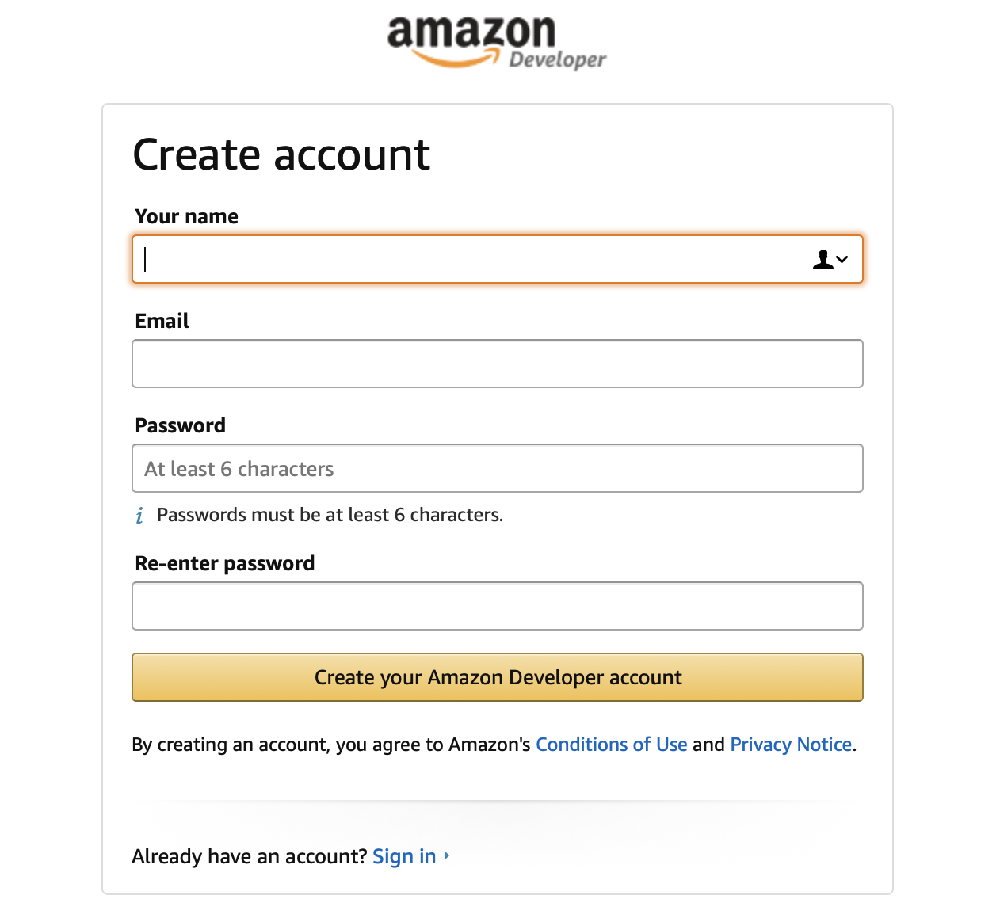 amazon
Developer
Create account
Your name
Email
Password
At least 6 characters
i Passwords must be at least 6 characters.
Re-enter password
Create your Amazon Developer account
By creating an account, you agree to Amazon's Conditions of Use and Privacy Notice.
Already have an account? Sign in